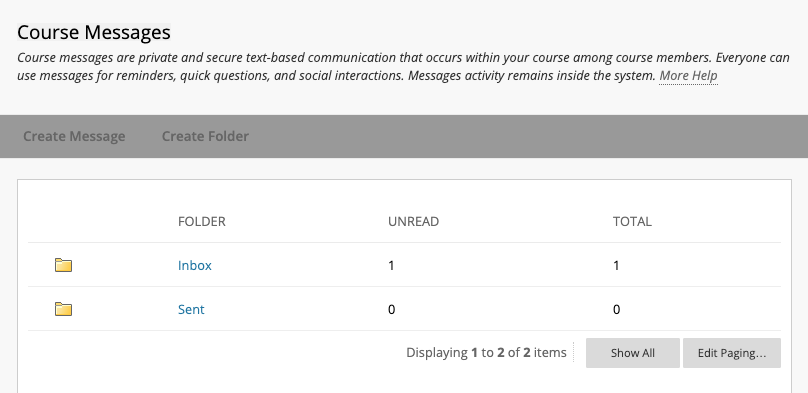 Course Messages
Course messages are private and secure text-based communication that occurs within your course among course members. Everyone can
use messages for reminders, quick questions, and social interactions. Messages activity remains inside the system. More Help
Create Message Create Folder
FOLDER UNREAD TOTAL
Inbox 1 1
Sent 0 0
Displaying 1 to 2 of 2 items Show All Edit Paging...